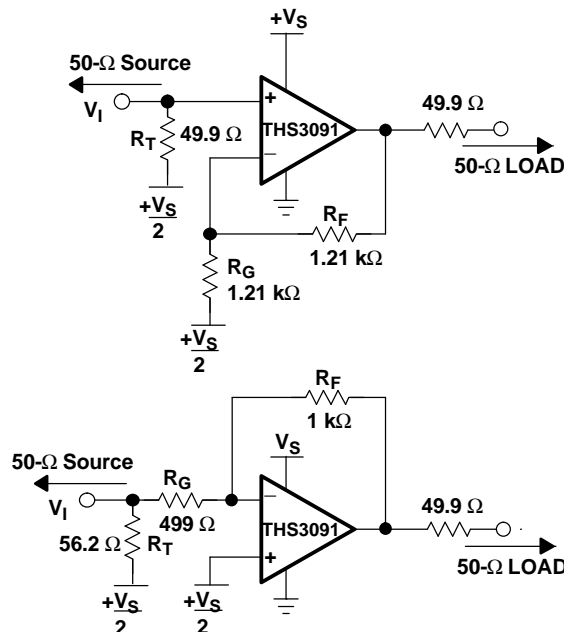 +VS
50-Ω Source
VI
RT
49.9 Ω
+VS
2
+
THS3091
−
49.9 Ω
50-Ω LOAD
RF
1.21 kΩ
RG
1.21 kΩ
+VS
2
RF
1 kΩ
VS
50-Ω Source
VI
RG
499 Ω
56.2 Ω
RT
−
THS3091
+
49.9 Ω
50-Ω LOAD
+VS
2
+VS
2